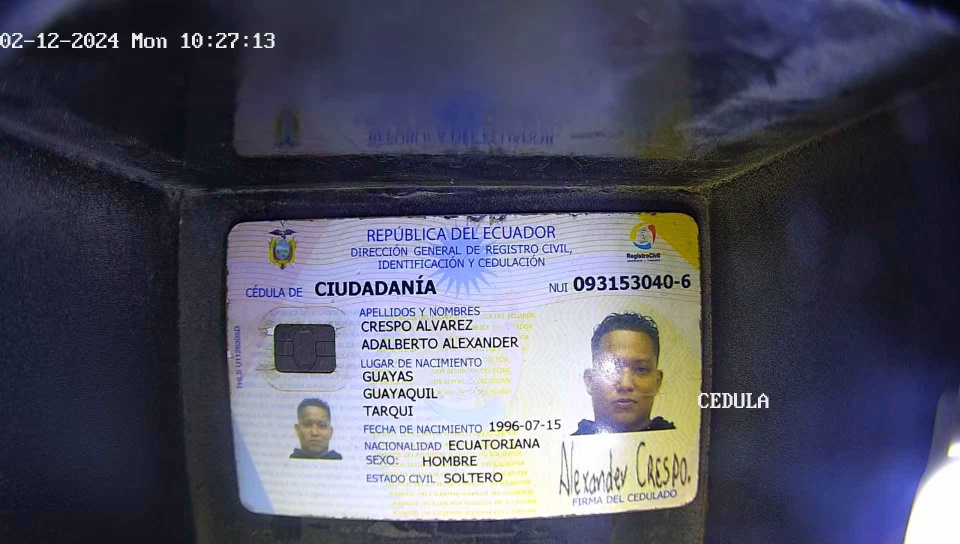 02-12-2024 Mon 10:27:13
REPÚBLICA DEL ECUADOR
DIRECCIÓN GENERAL DE REGISTRO CIVIL,
IDENTIFICACIÓN Y CEDULACIÓN
RegistroCivil
CÉDULA DE CIUDADANÍA NUI 093153040-6
APELLIDOS Y NOMBRES
CRESPO ALVAREZ
ADALBERTO ALEXANDER
LUGAR DE NACIMIENTO
GUAYAS
GUAYAQUIL
TARQUI
FECHA DE NACIMIENTO 1996-07-15
NACIONALIDAD ECUATORIANA
SEXO: HOMBRE
ESTADO CIVIL SOLTERO
Alexander CRESPO.
FIRMA DEL CEDULADO
CEDULA